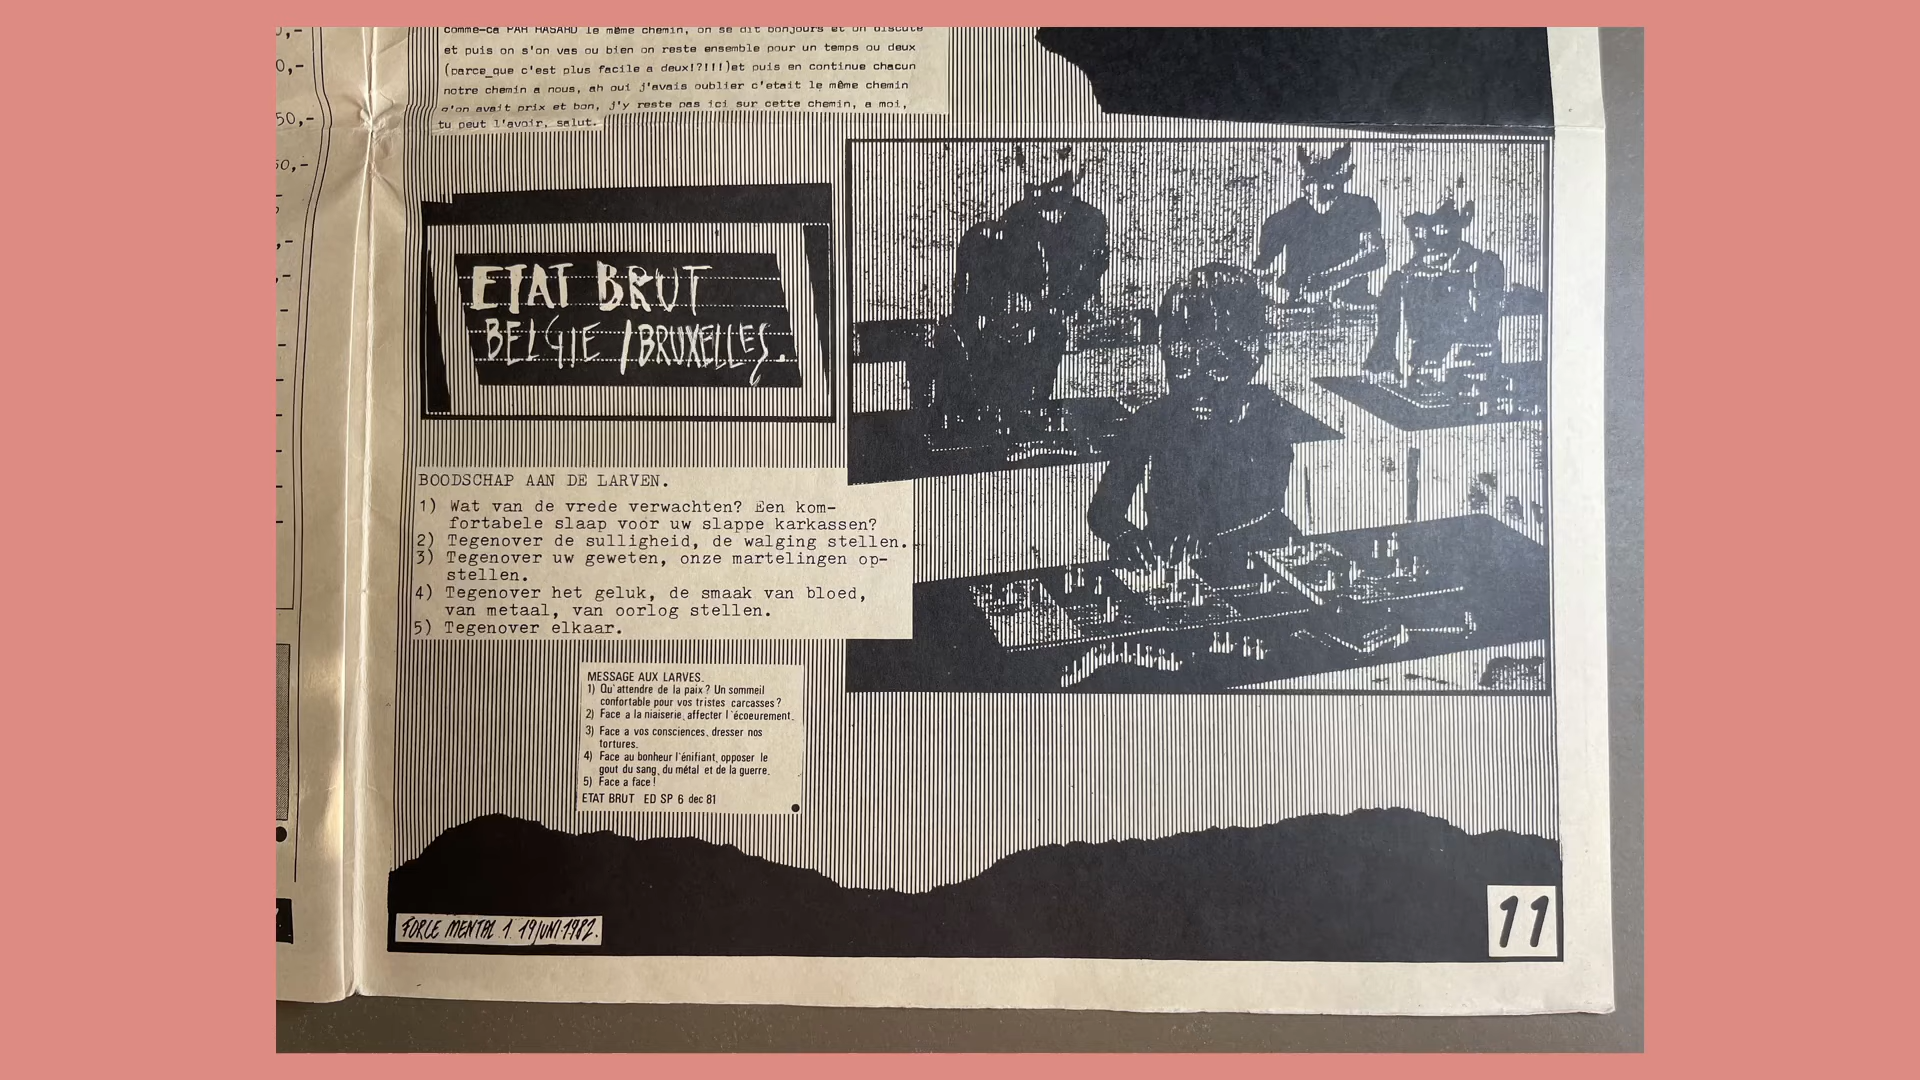 comme-ca PAR HASARD le même chemin, on se dit bonjours et on discute
et puis on s'on vas ou bien on reste ensemble pour un temps ou deux
(parce que c'est plus facile a deux!?!!!)et puis en continue chacun
notre chemin a nous, ah oui j'avais oublier c'etait le même chemin
q'on avait prix et bon, j'y reste pas ici sur cette chemin, a moi,
tu peut l'avoir, salut.
50,-
50,-
ETAT BRUT
BELGIE /BRUXELLES.
BOODSCHAP AAN DE LARVEN.
1) Wat van de vrede verwachten? Een kom-
fortabele slaap voor uw slappe karkassen?
2) Tegenover de sulligheid, de walging stellen.
3) Tegenover uw geweten, onze martelingen op-
stellen.
4) Tegenover het geluk, de smaak van bloed,
van metaal, van oorlog stellen.
5) Tegenover elkaar.
MESSAGE AUX LARVES.
1) Qu'attendre de la paix? Un sommeil
confortable pour vos tristes carcasses?
2) Face a la niaiserie, affecter l'écoeurement.
3) Face a vos consciences, dresser nos
tortures.
4) Face au bonheur l'énifiant, opposer le
gout du sang, du métal et de la guerre.
5) Face a face!
ETAT BRUT ED SP 6 dec 81
FORCE MENTAL 1 19 JUNI 1982.
11